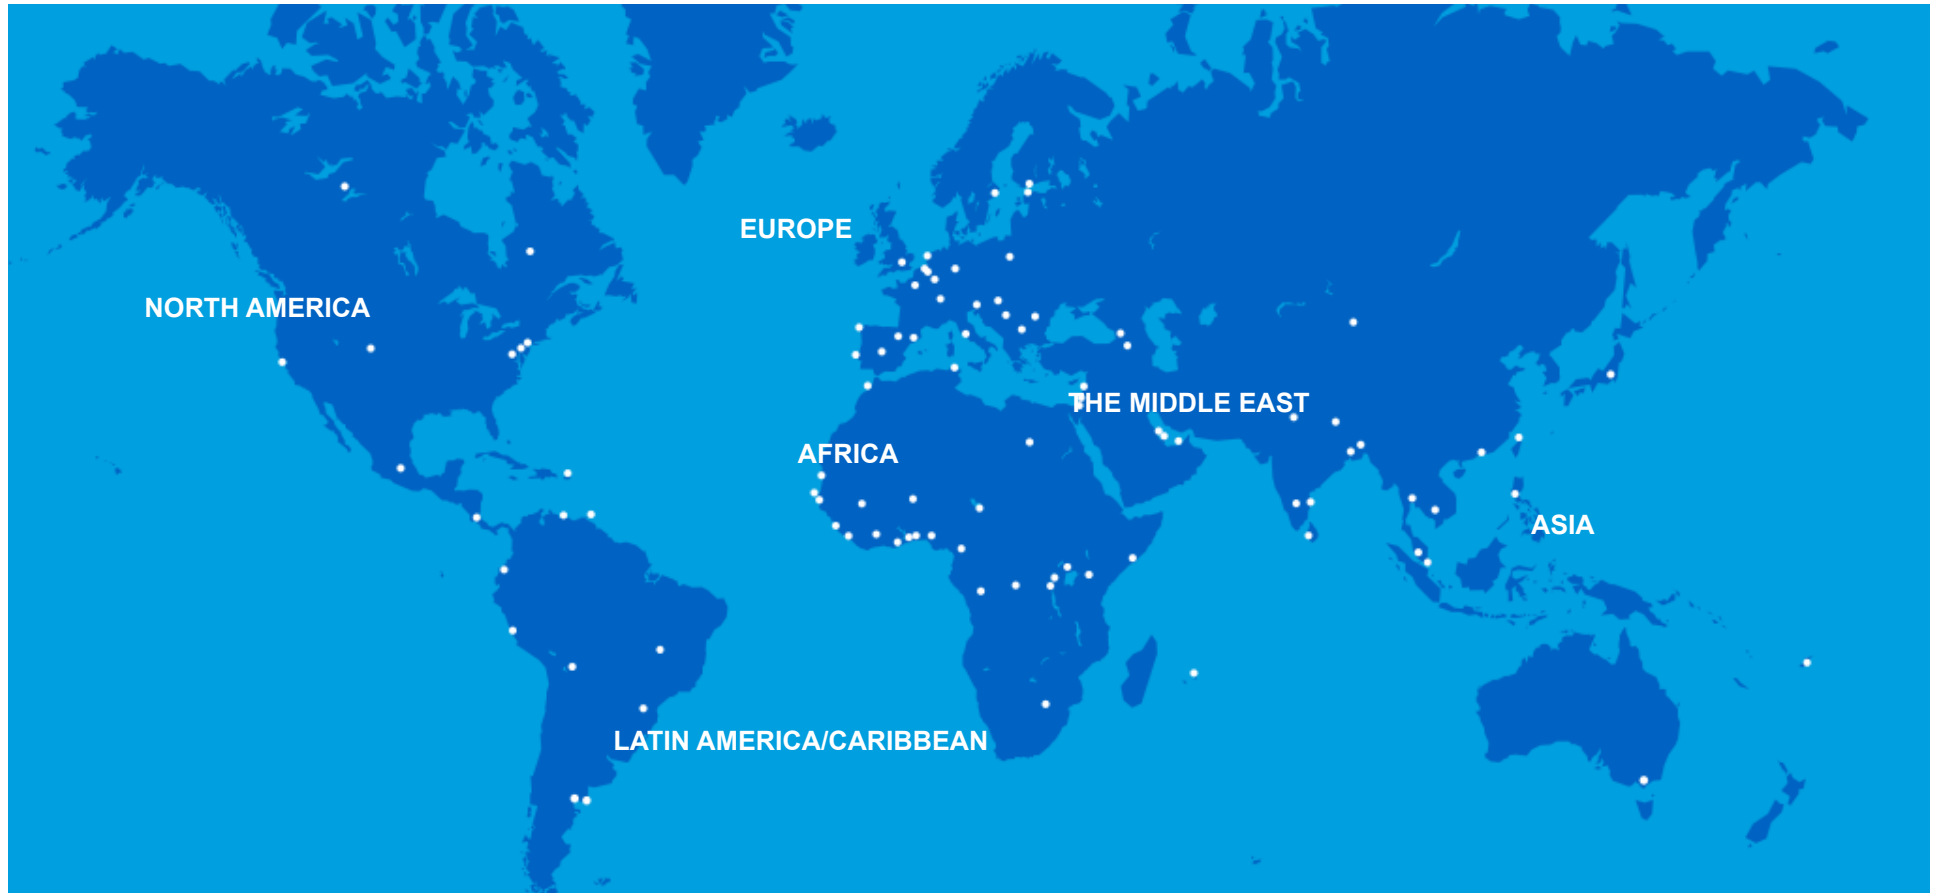 EUROPE
NORTH AMERICA
THE MIDDLE EAST
AFRICA
ASIA
LATIN AMERICA/CARIBBEAN